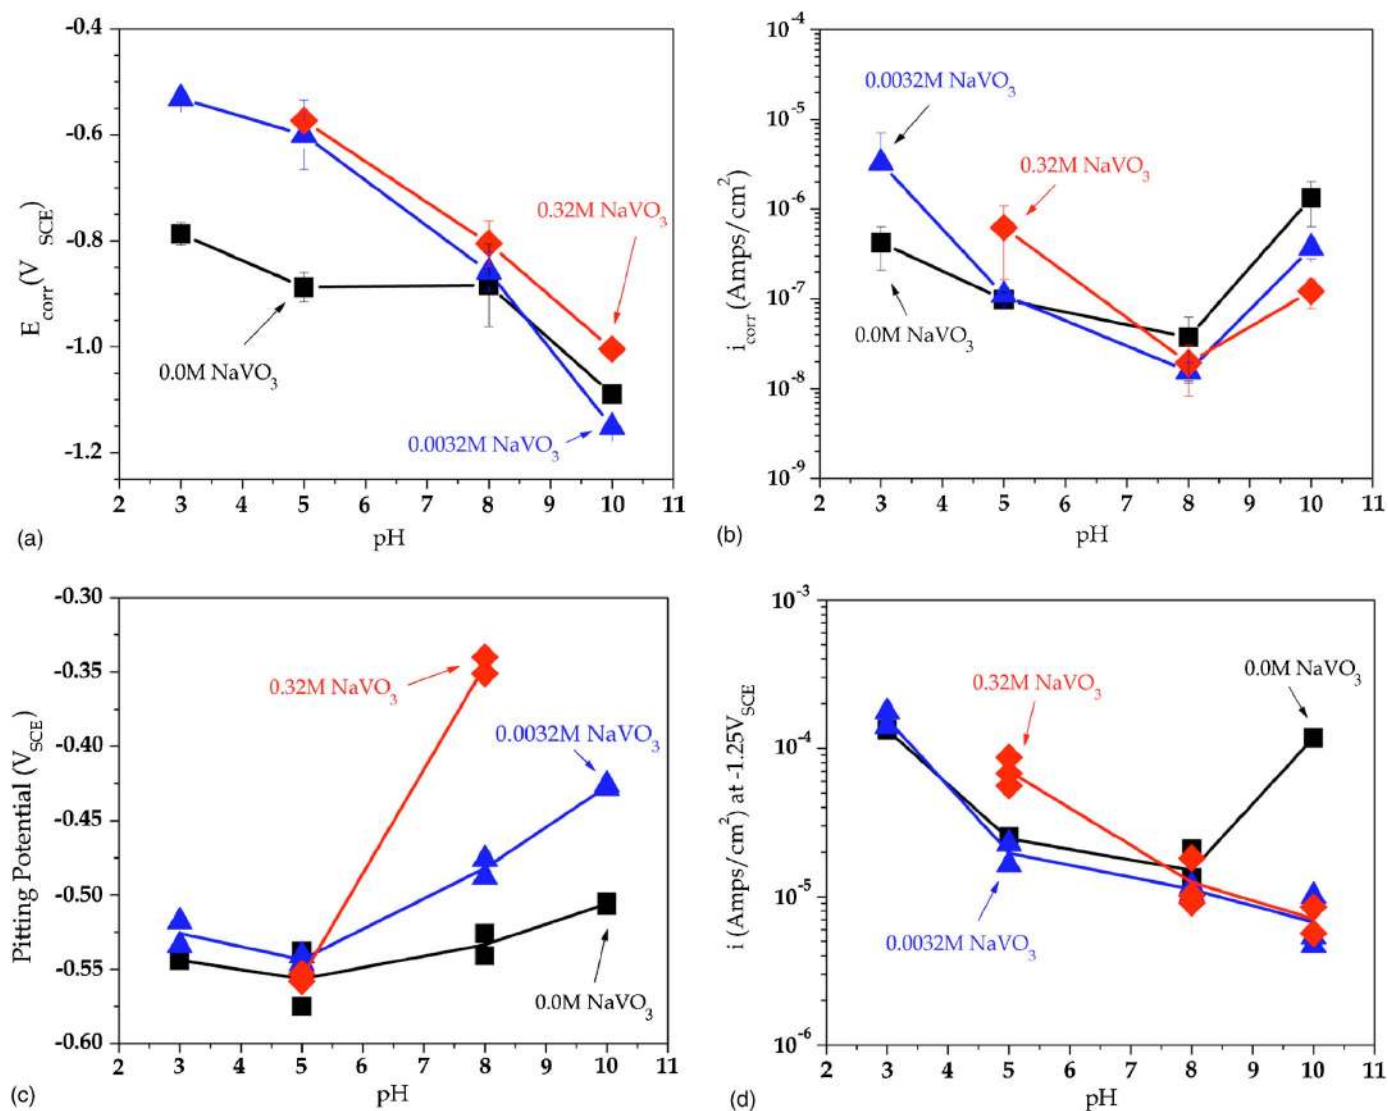 -0.4
-0.6
-0.8
-1.0
-1.2
E_corr (V_SCE)
0.32M NaVO₃
0.0M NaVO₃
0.0032M NaVO₃
2 3 4 5 6 7 8 9 10 11
pH
(a)
10⁻⁴
10⁻⁵
10⁻⁶
10⁻⁷
10⁻⁸
10⁻⁹
i_corr (Amps/cm²)
0.0032M NaVO₃
0.32M NaVO₃
0.0M NaVO₃
2 3 4 5 6 7 8 9 10 11
pH
(b)
-0.30
-0.35
-0.40
-0.45
-0.50
-0.55
-0.60
Pitting Potential (V_SCE)
0.32M NaVO₃
0.0032M NaVO₃
0.0M NaVO₃
2 3 4 5 6 7 8 9 10 11
pH
(c)
10⁻³
10⁻⁴
10⁻⁵
10⁻⁶
i (Amps/cm²) at -1.25V_SCE
0.0M NaVO₃
0.32M NaVO₃
0.0032M NaVO₃
2 3 4 5 6 7 8 9 10 11
pH
(d)